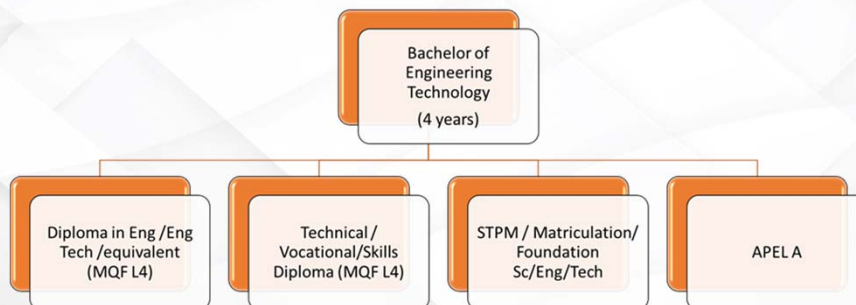 Bachelor of
Engineering
Technology
(4 years)
Diploma in Eng /Eng
Tech /equivalent
(MQF L4)
Technical /
Vocational/Skills
Diploma (MQF L4)
STPM / Matriculation/
Foundation
Sc/Eng/Tech
APEL A